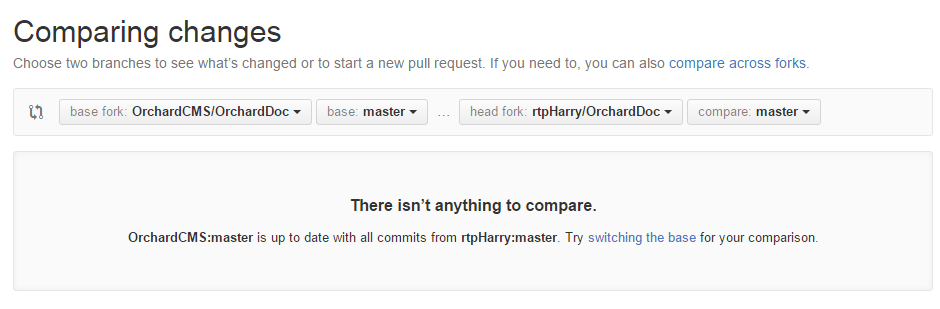 Comparing changes
Choose two branches to see what’s changed or to start a new pull request. If you need to, you can also compare across forks.
base fork: OrchardCMS/OrchardDoc base: master ... head fork: rtpHarry/OrchardDoc compare: master
There isn’t anything to compare.
OrchardCMS:master is up to date with all commits from rtpHarry:master. Try switching the base for your comparison.